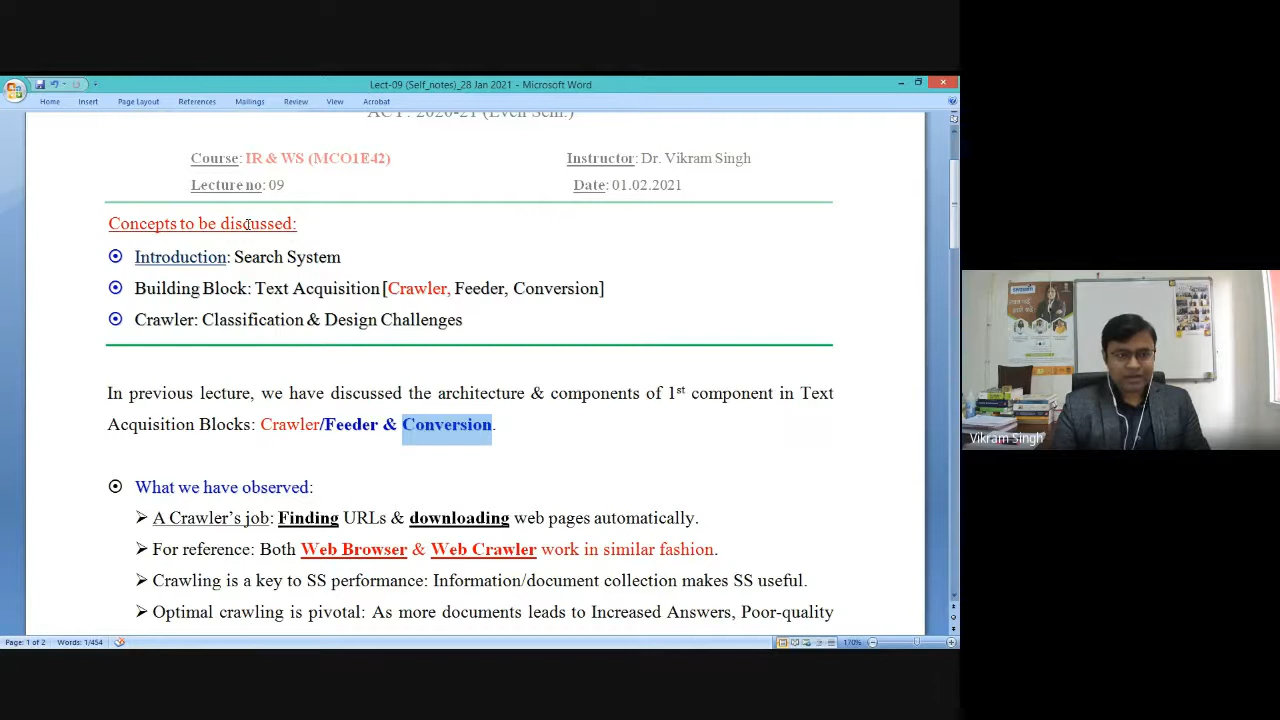 Lect-09 (Self_notes)_28 Jan 2021 - Microsoft Word
Home Insert Page Layout References Mailings Review View Acrobat
ACT: 2020-21 (Even Sem.)
Course: IR & WS (MCO1E42) Instructor: Dr. Vikram Singh
Lecture no: 09 Date: 01.02.2021
Concepts to be discussed:
Introduction: Search System
Building Block: Text Acquisition [Crawler, Feeder, Conversion]
Crawler: Classification & Design Challenges
In previous lecture, we have discussed the architecture & components of 1st component in Text
Acquisition Blocks: Crawler/Feeder & Conversion.
What we have observed:
A Crawler's job: Finding URLs & downloading web pages automatically.
For reference: Both Web Browser & Web Crawler work in similar fashion.
Crawling is a key to SS performance: Information/document collection makes SS useful.
Optimal crawling is pivotal: As more documents leads to Increased Answers, Poor-quality
Page: 1 of 2 Words: 1/454 170%
Vikram Singh